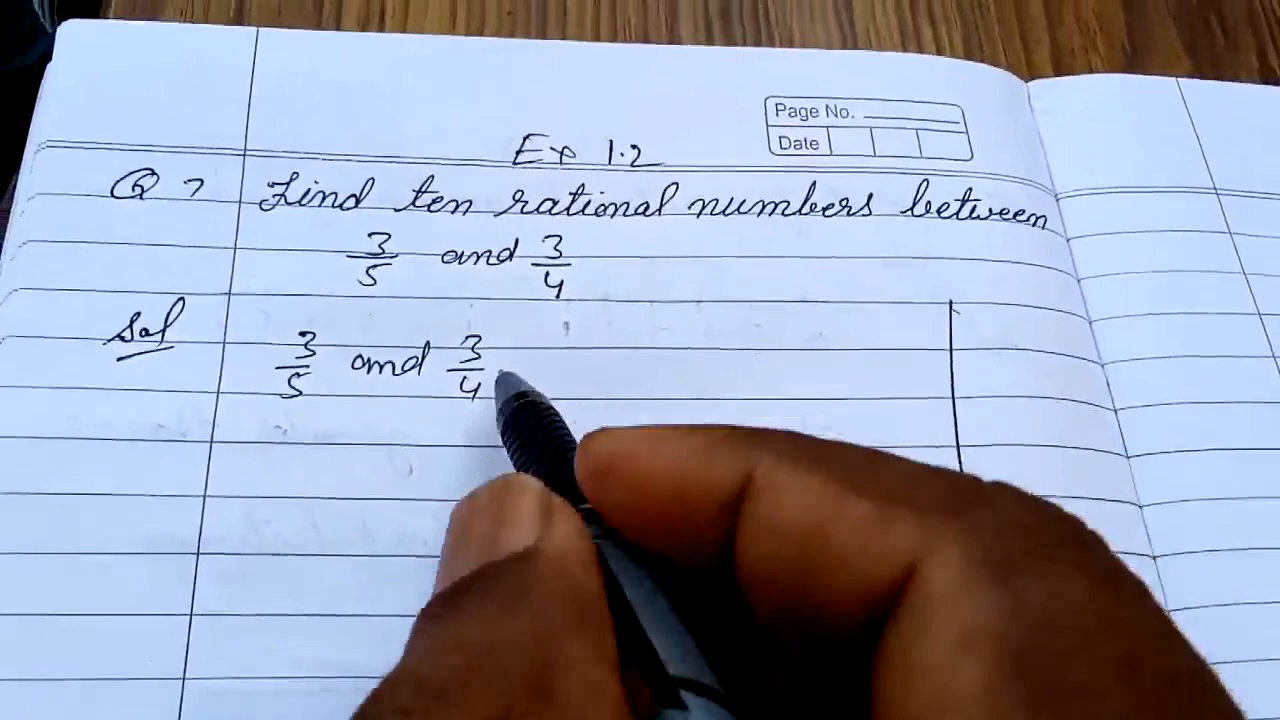 Page No.
Date
Ex 1.2
Q 7 Find ten rational numbers between
3/5 and 3/4
Sol 3/5 and 3/4